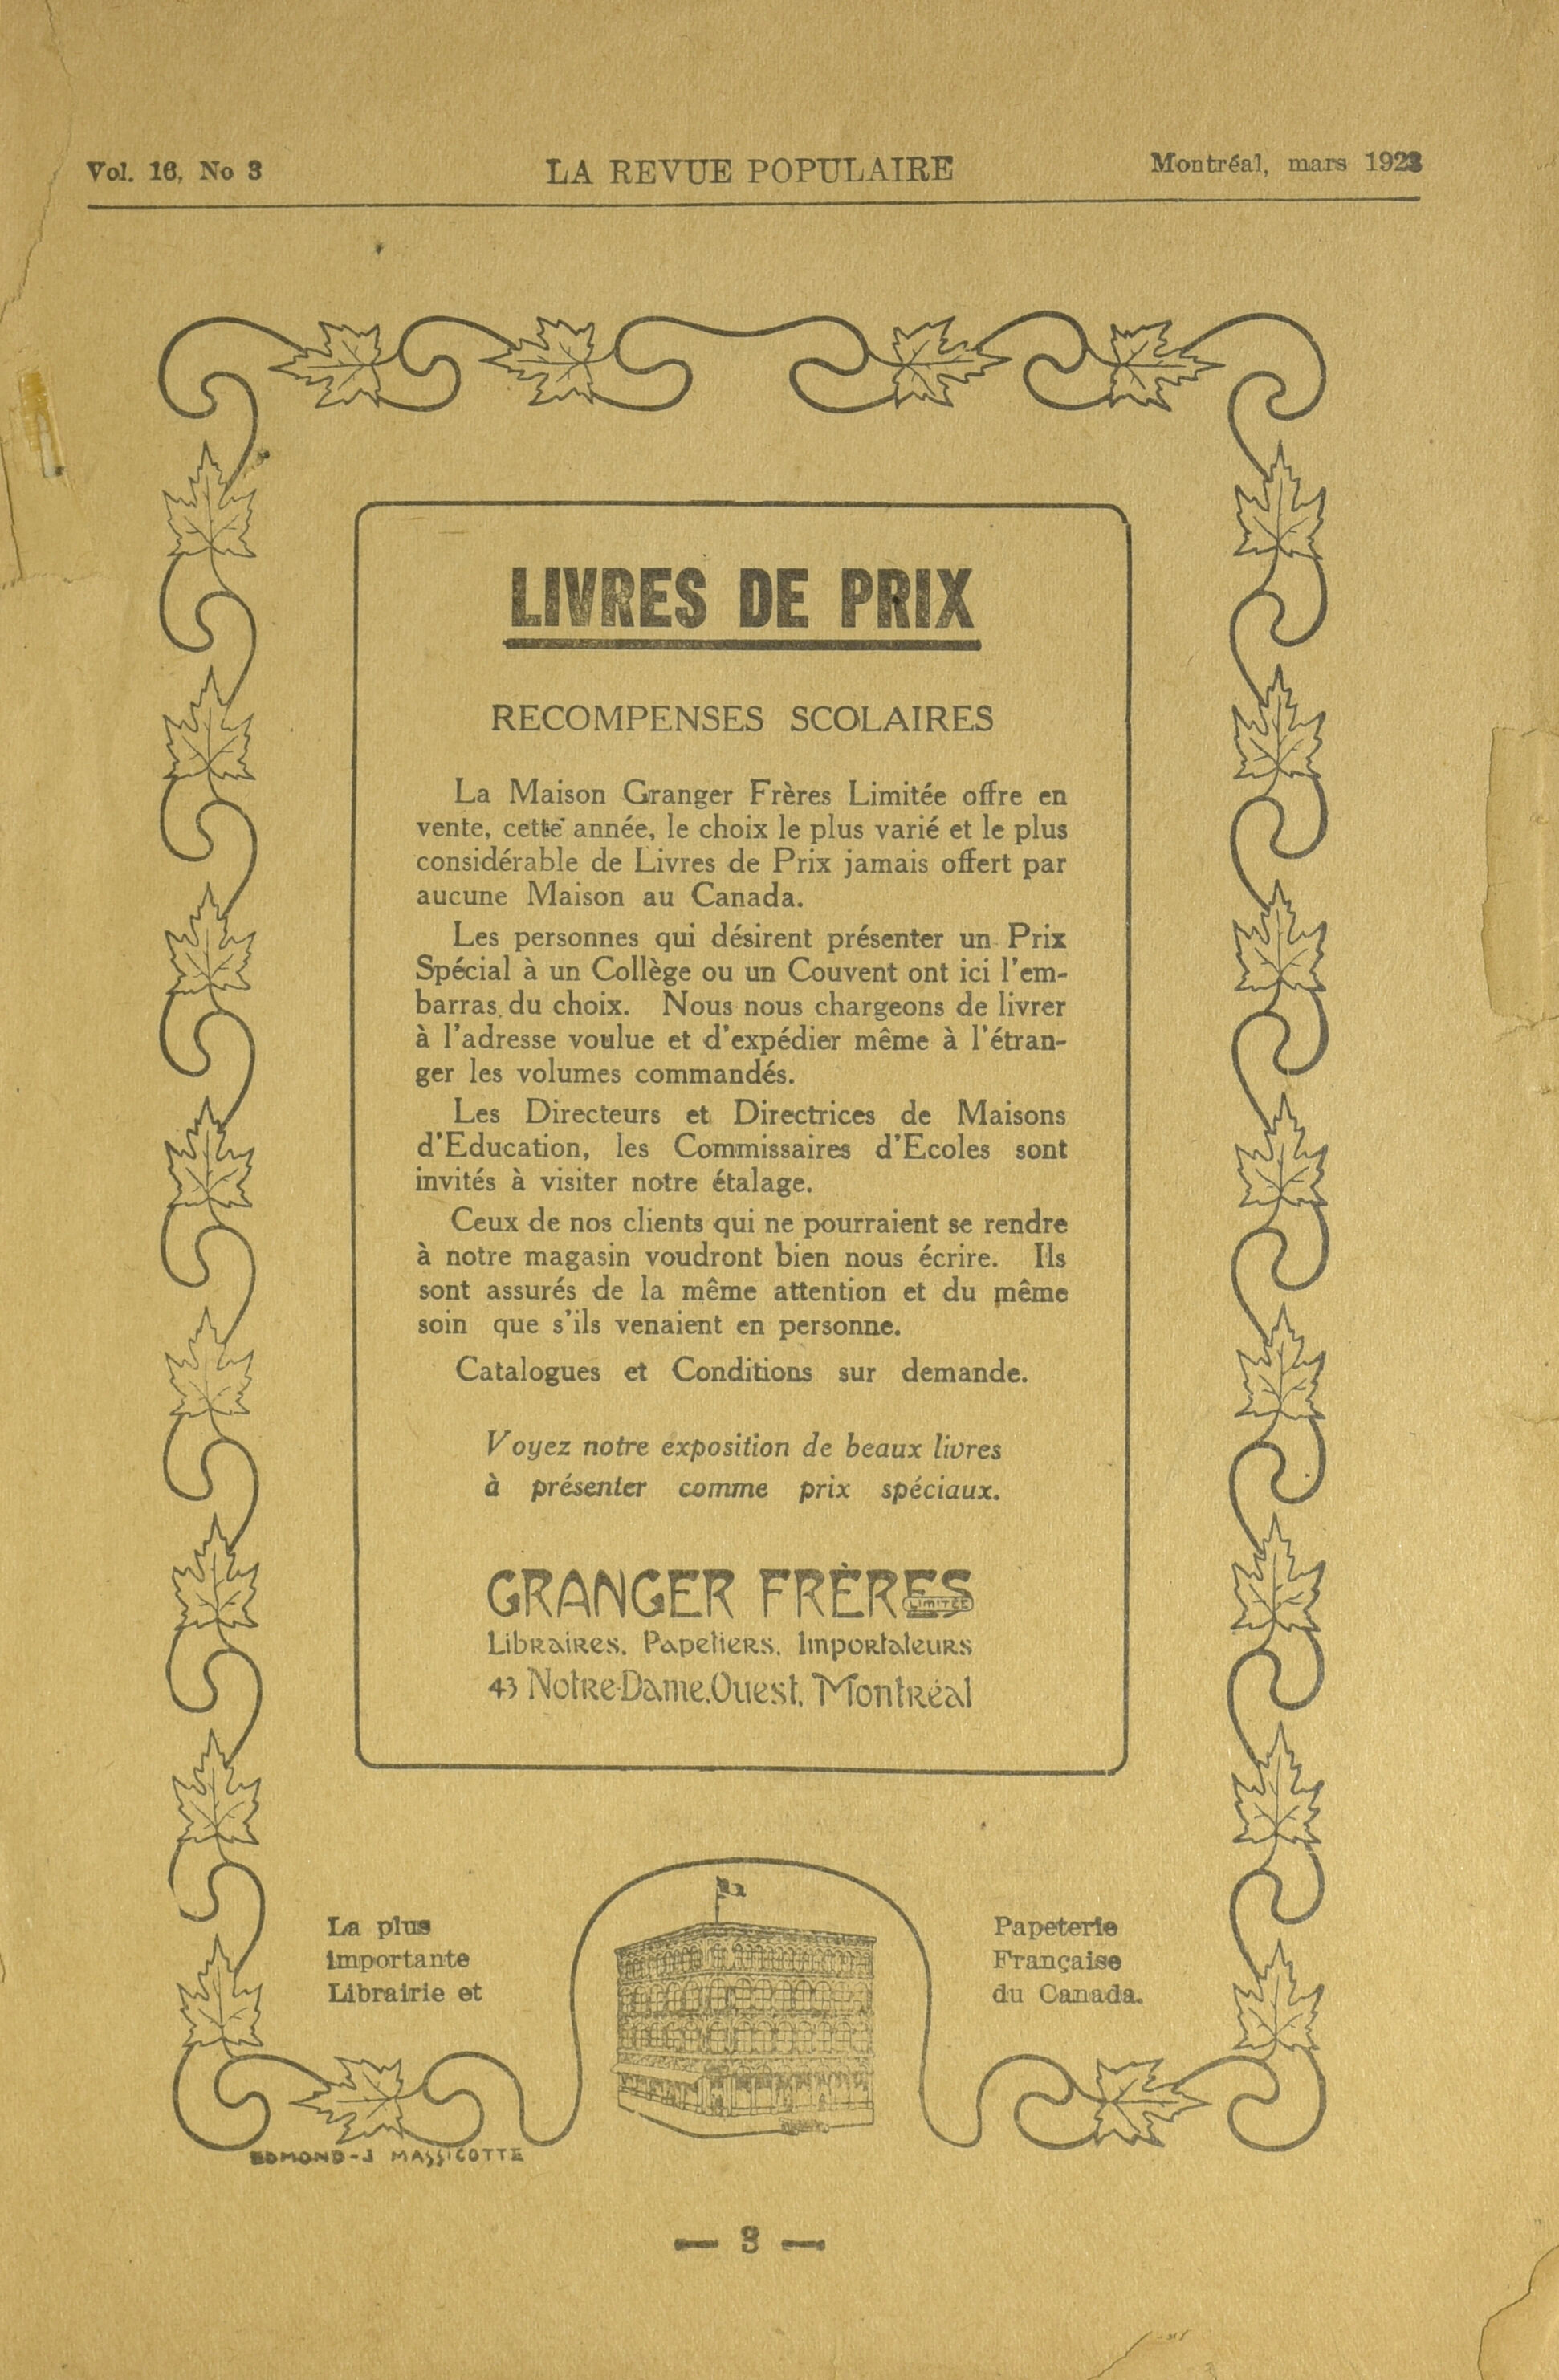 Vol. 16, No 3
LA REVUE POPULAIRE
Montréal, mars 1923
LIVRES DE PRIX
RECOMPENSES SCOLAIRES
La Maison Granger Frères Limitée offre en
vente, cette année, le choix le plus varié et le plus
considérable de Livres de Prix jamais offert par
aucune Maison au Canada.
Les personnes qui désirent présenter un Prix
Spécial à un Collège ou un Couvent ont ici l'em-
barras du choix. Nous nous chargeons de livrer
à l'adresse voulue et d'expédier même à l'étran-
ger les volumes commandés.
Les Directeurs et Directrices de Maisons
d'Education, les Commissaires d'Ecoles sont
invités à visiter notre étalage.
Ceux de nos clients qui ne pourraient se rendre
à notre magasin voudront bien nous écrire. Ils
sont assurés de la même attention et du même
soin que s'ils venaient en personne.
Catalogues et Conditions sur demande.
Voyez notre exposition de beaux livres
à présenter comme prix spéciaux.
GRANGER FRÈRES LIMITÉE
Libraires, Papetiers, Importateurs
43 Notre-Dame, Ouest, Montréal
La plus
importante
Librairie et
Papeterie
Française
du Canada.
EDMOND-J MASSICOTTE
— 3 —